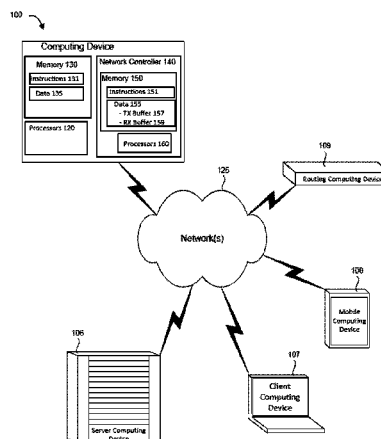 100
Computing Device
Memory 130
Instructions 131
Data 135
Processors 120
Network Controller 140
Memory 150
Instructions 151
Data 155
- TX Buffer 157
- RX Buffer 159
Processors 160
109
Routing Computing Device
125
Network(s)
108
Mobile
Computing
Device
106
Server Computing
Device
107
Client
Computing
Device